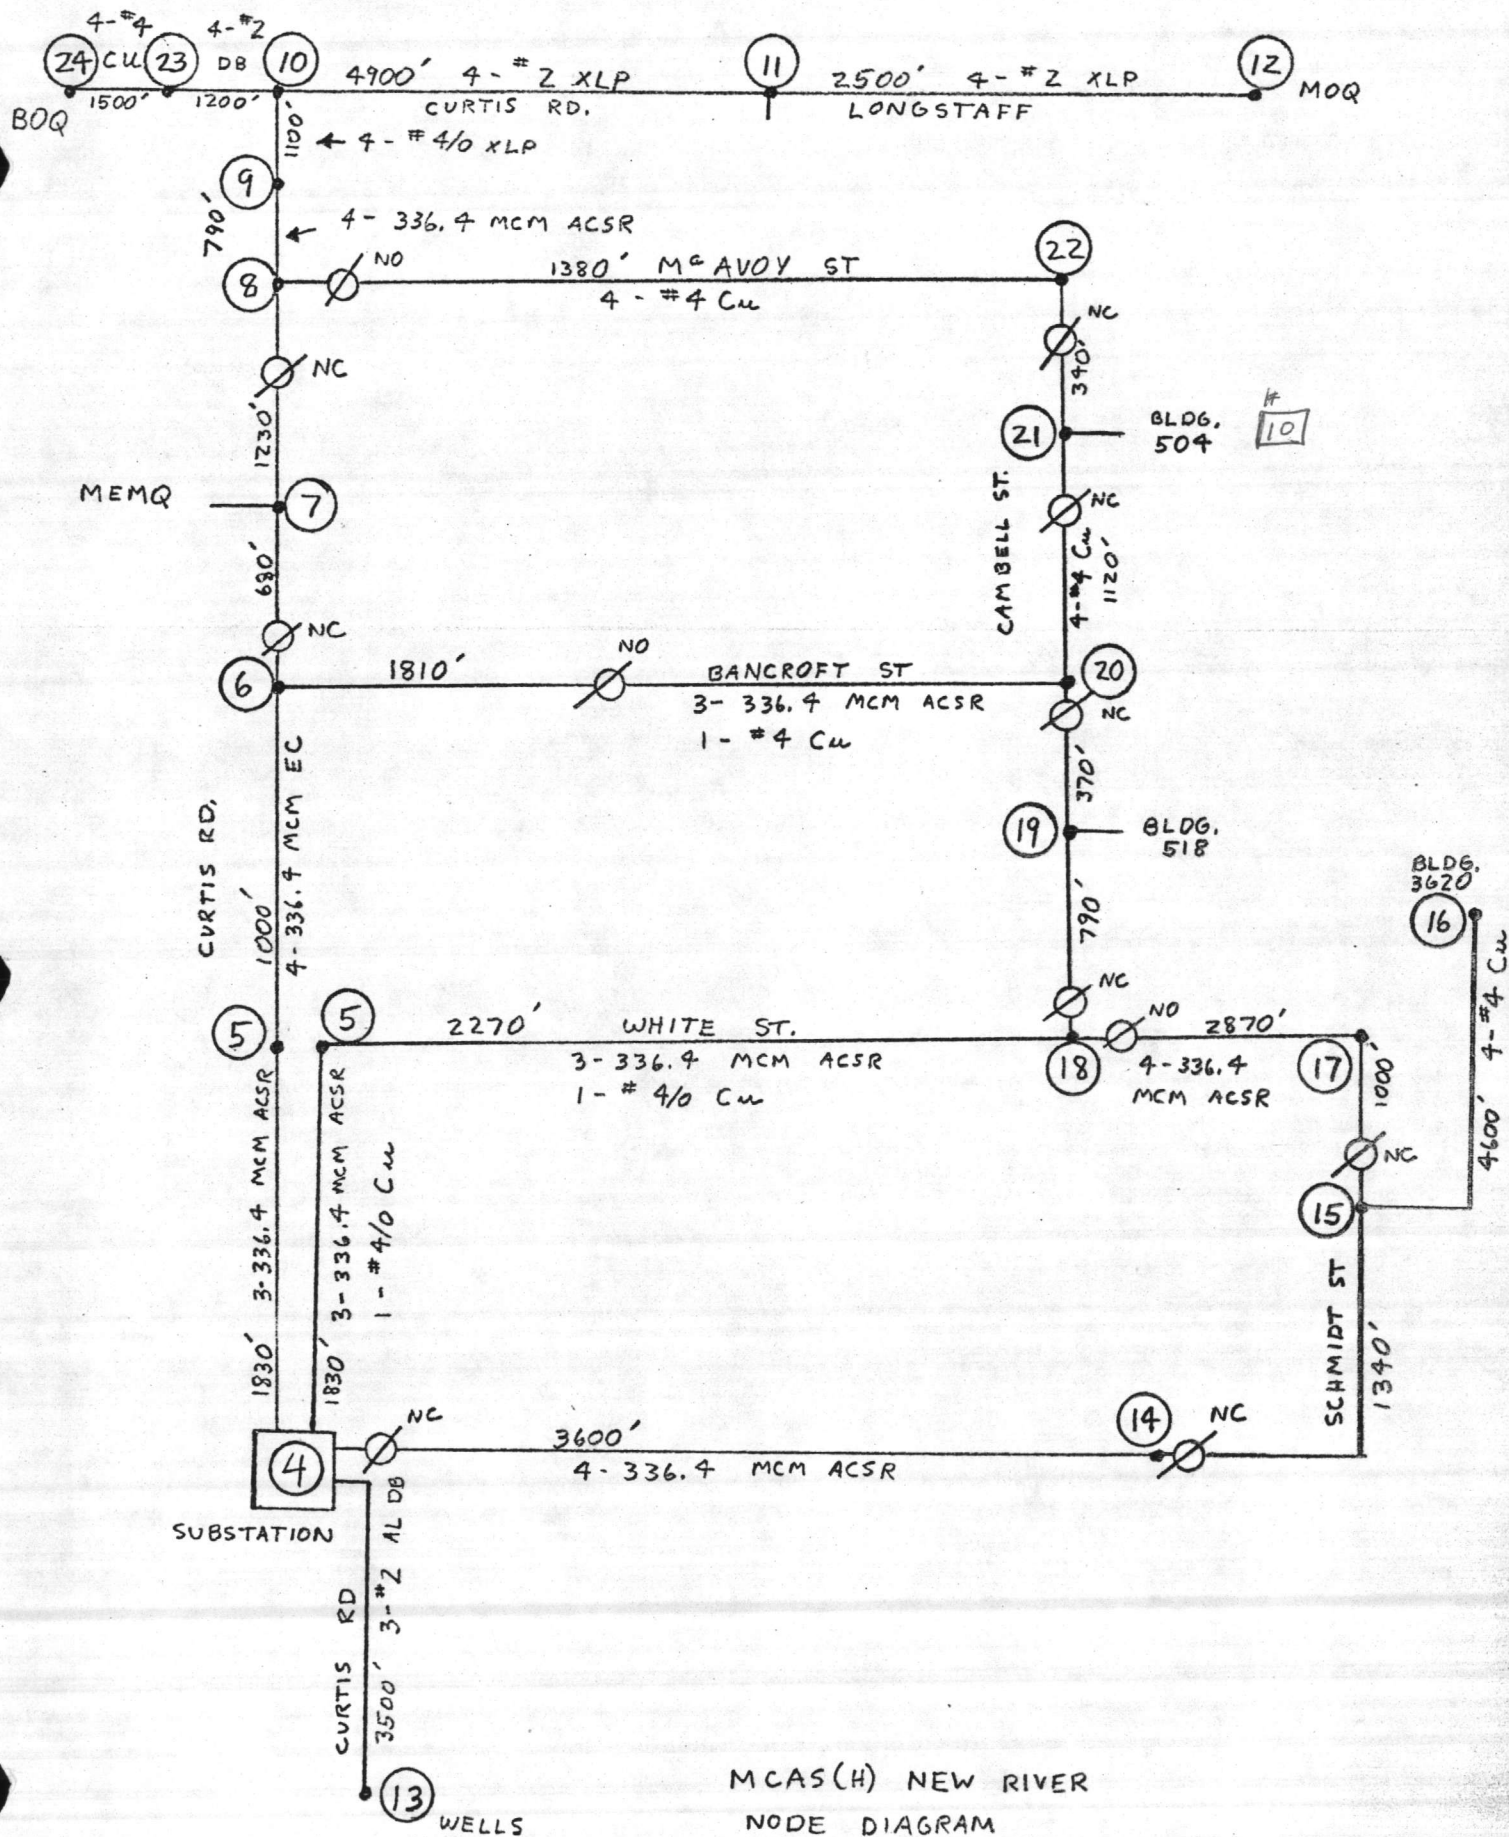 4-#4 4-#2
24 CU 23 DB 10 4900' 4-#2 XLP 11 2500' 4-#2 XLP 12 MOQ
BOQ 1500' 1200' CURTIS RD. LONGSTAFF
1100' 4-#4/0 XLP
9
790' 4-336.4 MCM ACSR
8 NO 1380' Mc AVOY ST 22
4-#4 Cu
NC
340'
NC
1230'
21 BLDG.
504
#
10
MEMQ 7
NC
CAMBELL ST.
4-#4 Cu
1120'
680'
NC
6 1810' NO BANCROFT ST 20
3-336.4 MCM ACSR
1-#4 Cu
NC
370'
CURTIS RD.
1000'
4-336.4 MCM EC
19 BLDG.
518
790'
BLDG.
3620
16
4600' 4-#4 Cu
NC
5 5 2270' WHITE ST. NO 2870'
3-336.4 MCM ACSR
1-#4/0 Cu
18 4-336.4
MCM ACSR
17
1000'
NC
15
1830' 3-336.4 MCM ACSR
1830' 3-336.4 MCM ACSR
1-#4/0 Cu
SCHMIDT ST
1340'
4 NC 3600' 14 NC
4-336.4 MCM ACSR
SUBSTATION
CURTIS RD
3500' 3-#2 AL DB
13 WELLS
MCAS(H) NEW RIVER
NODE DIAGRAM